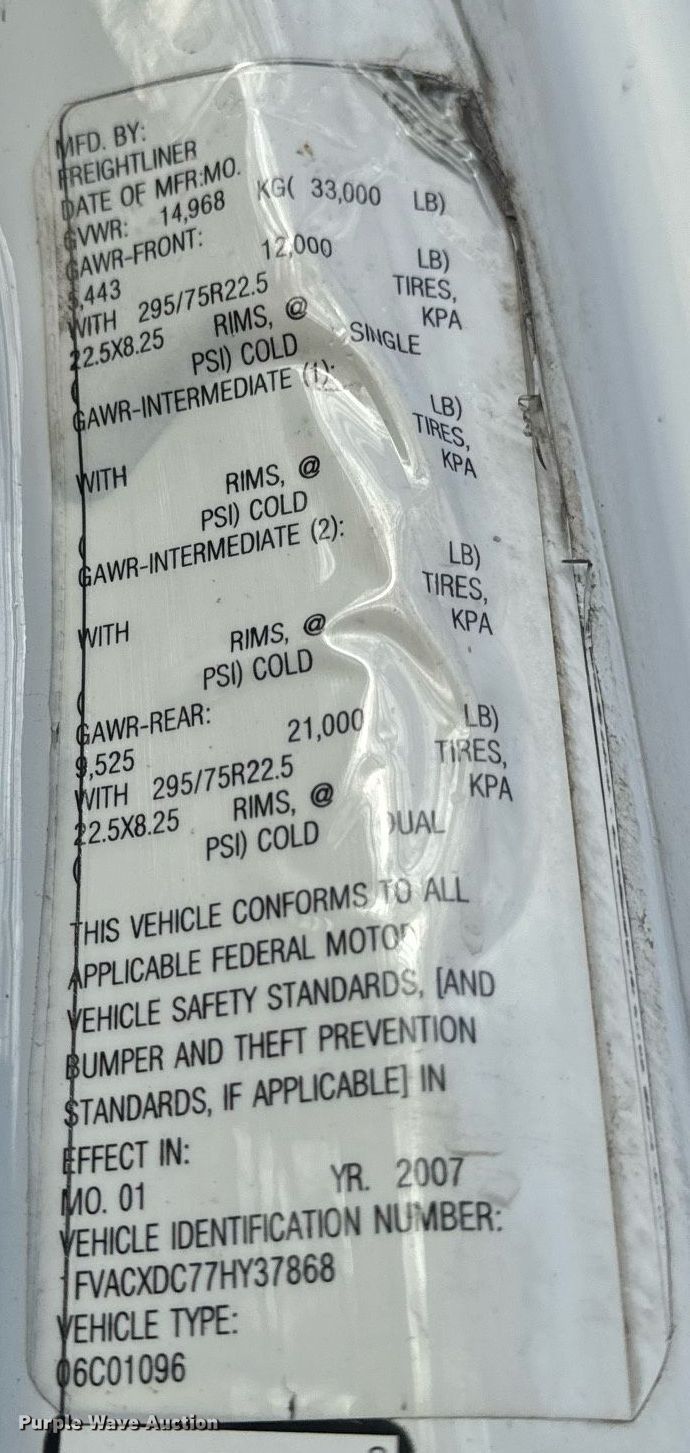 MFD. BY:
FREIGHTLINER
DATE OF MFR:MO.
GVWR: 14,968 KG( 33,000 LB)
GAWR-FRONT:
5,443 12,000 LB)
WITH 295/75R22.5 TIRES,
22.5X8.25 RIMS, @ KPA
( PSI) COLD SINGLE
GAWR-INTERMEDIATE (1):
LB)
TIRES,
WITH RIMS, @ KPA
( PSI) COLD
GAWR-INTERMEDIATE (2):
LB)
TIRES,
WITH RIMS, @ KPA
( PSI) COLD
GAWR-REAR:
9,525 21,000 LB)
WITH 295/75R22.5 TIRES,
22.5X8.25 RIMS, @ KPA
( PSI) COLD DUAL
THIS VEHICLE CONFORMS TO ALL
APPLICABLE FEDERAL MOTOR
VEHICLE SAFETY STANDARDS, [AND
BUMPER AND THEFT PREVENTION
STANDARDS, IF APPLICABLE] IN
EFFECT IN:
MO. 01 YR. 2007
VEHICLE IDENTIFICATION NUMBER:
1FVACXDC77HY37868
VEHICLE TYPE:
06C01096
Purple Wave Auction